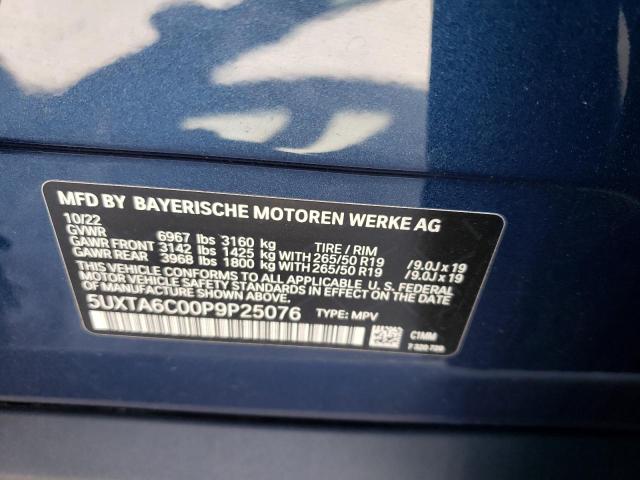 MFD BY BAYERISCHE MOTOREN WERKE AG
10/22
GVWR 6967 lbs 3160 kg TIRE / RIM
GAWR FRONT 3142 lbs 1425 kg WITH 265/50 R19 /9.0J x 19
GAWR REAR 3968 lbs 1800 kg WITH 265/50 R19 /9.0J x 19
THIS VEHICLE CONFORMS TO ALL APPLICABLE U.S. FEDERAL
MOTOR VEHICLE SAFETY STANDARDS IN EFFECT ON THE
DATE OF MANUFACTURE SHOWN ABOVE.
5UXTA6C00P9P25076 TYPE: MPV
C1MM